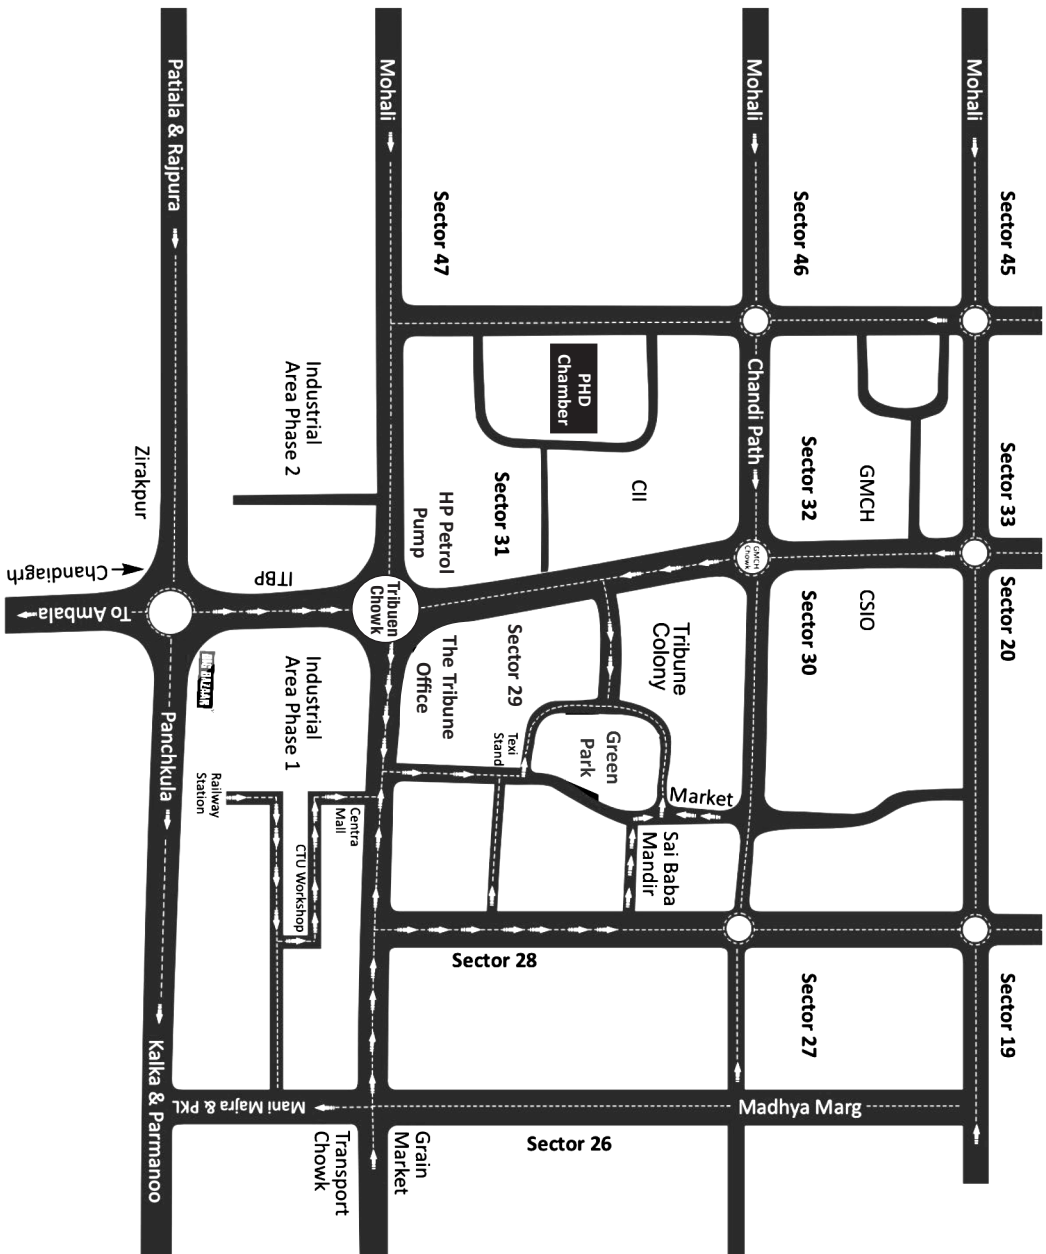 Patiala & Rajpura
Mohali
Mohali
Mohali
Sector 47
Sector 46
Sector 45
Industrial
Area Phase 2
PHD
Chamber
Chandi Path
Zirakpur
HP Petrol
Pump
Sector 31
CII
Sector 32
GMCH
Sector 33
Chandiagrh
To Ambala
ITBP
Tribuen
Chowk
GMCH
Chowk
BIG BAZAAR
Industrial
Area Phase 1
The Tribune
Office
Sector 29
Tribune
Colony
Sector 30
CSIO
Sector 20
Panchkula
Railway
Station
Centra
Mall
CTU Workshop
Texi
Stand
Green
Park
Market
Sai Baba
Mandir
Sector 28
Sector 27
Sector 19
Kalka & Parmanoo
Mani Majra & PKL
Madhya Marg
Transport
Chowk
Grain
Market
Sector 26